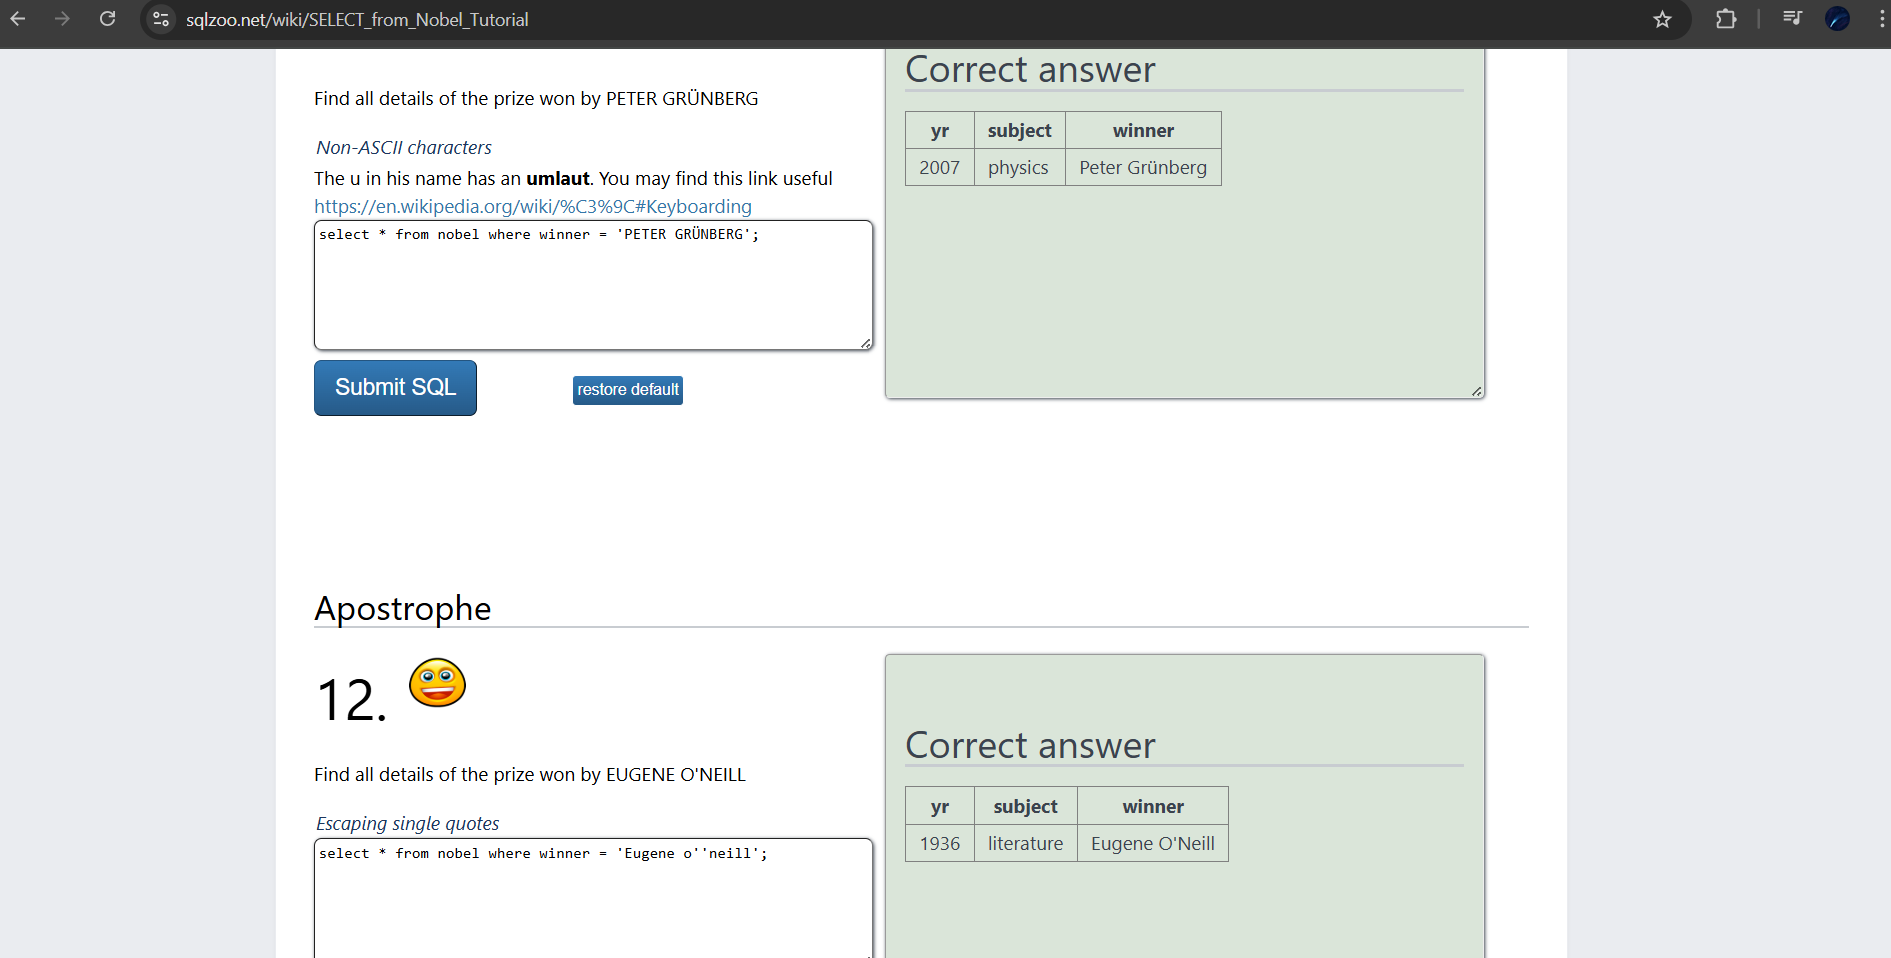 sqlzoo.net/wiki/SELECT_from_Nobel_Tutorial
Find all details of the prize won by PETER GRÜNBERG
Non-ASCII characters
The u in his name has an umlaut. You may find this link useful
https://en.wikipedia.org/wiki/%C3%9C#Keyboarding
select * from nobel where winner = 'PETER GRÜNBERG';
Submit SQL
restore default
Correct answer
yr subject winner
2007 physics Peter Grünberg
Apostrophe
12.
Find all details of the prize won by EUGENE O'NEILL
Escaping single quotes
select * from nobel where winner = 'Eugene o''neill';
Correct answer
yr subject winner
1936 literature Eugene O'Neill